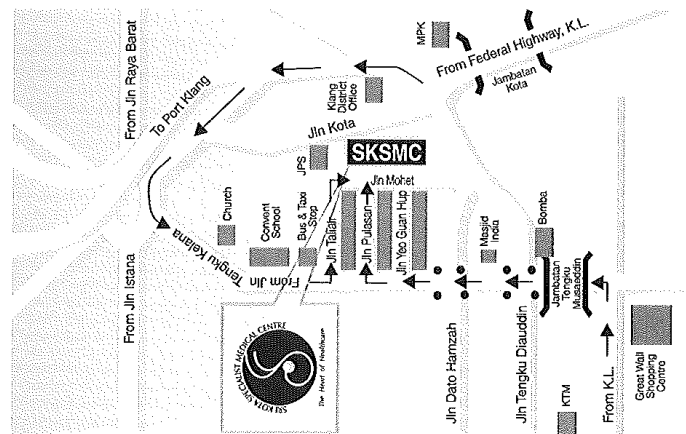 From Jln Raya Barat
To Port Klang
From Jln Istana
Tengku Kelana
From Jln
Church
Convent
School
Bus & Taxi
Stop
JPS
Jln Kota
Klang
District
Office
MPK
From Federal Highway, K.L.
Jambatan
Kota
SKSMC
Jln Mohet
Jln Taliah
Jln Pulasan
Jln Yeo Guan Hup
Masjid
India
Bomba
Jambatan
Tengku
Musaeddin
Jln Dato Hamzah
Jln Tengku Diauddin
KTM
From K.L.
Great Wall
Shopping
Centre
SRI KOTA SPECIALIST MEDICAL CENTRE
The Heart of Healthcare